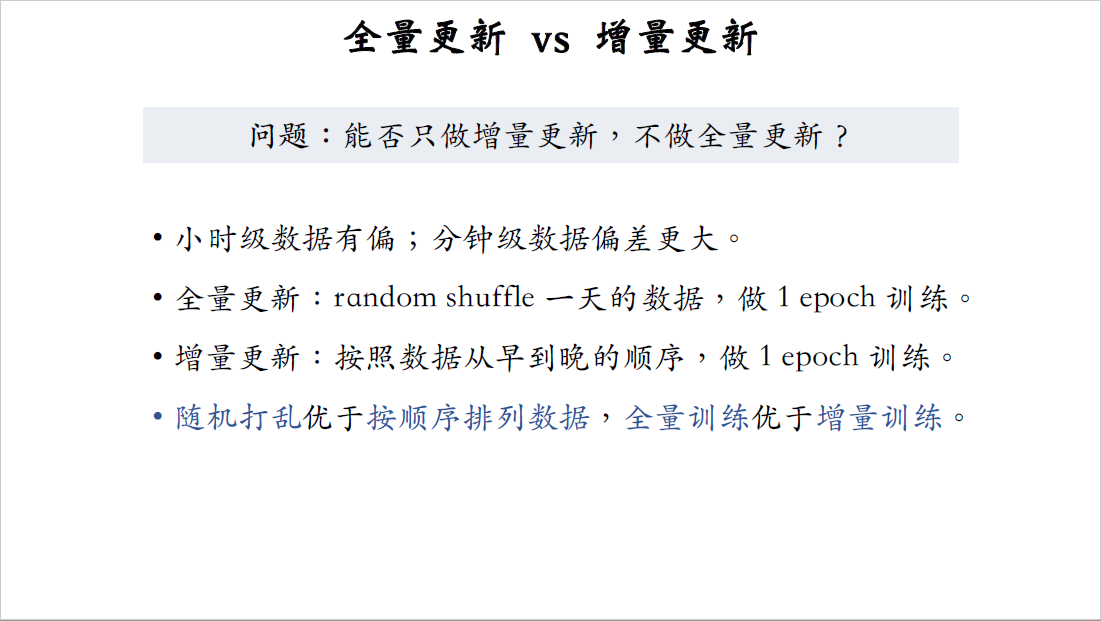 全量更新 vs 增量更新
问题：能否只做增量更新，不做全量更新？
• 小时级数据有偏；分钟级数据偏差更大。
• 全量更新：random shuffle 一天的数据，做 1 epoch 训练。
• 增量更新：按照数据从早到晚的顺序，做 1 epoch 训练。
• 随机打乱优于按顺序排列数据，全量训练优于增量训练。